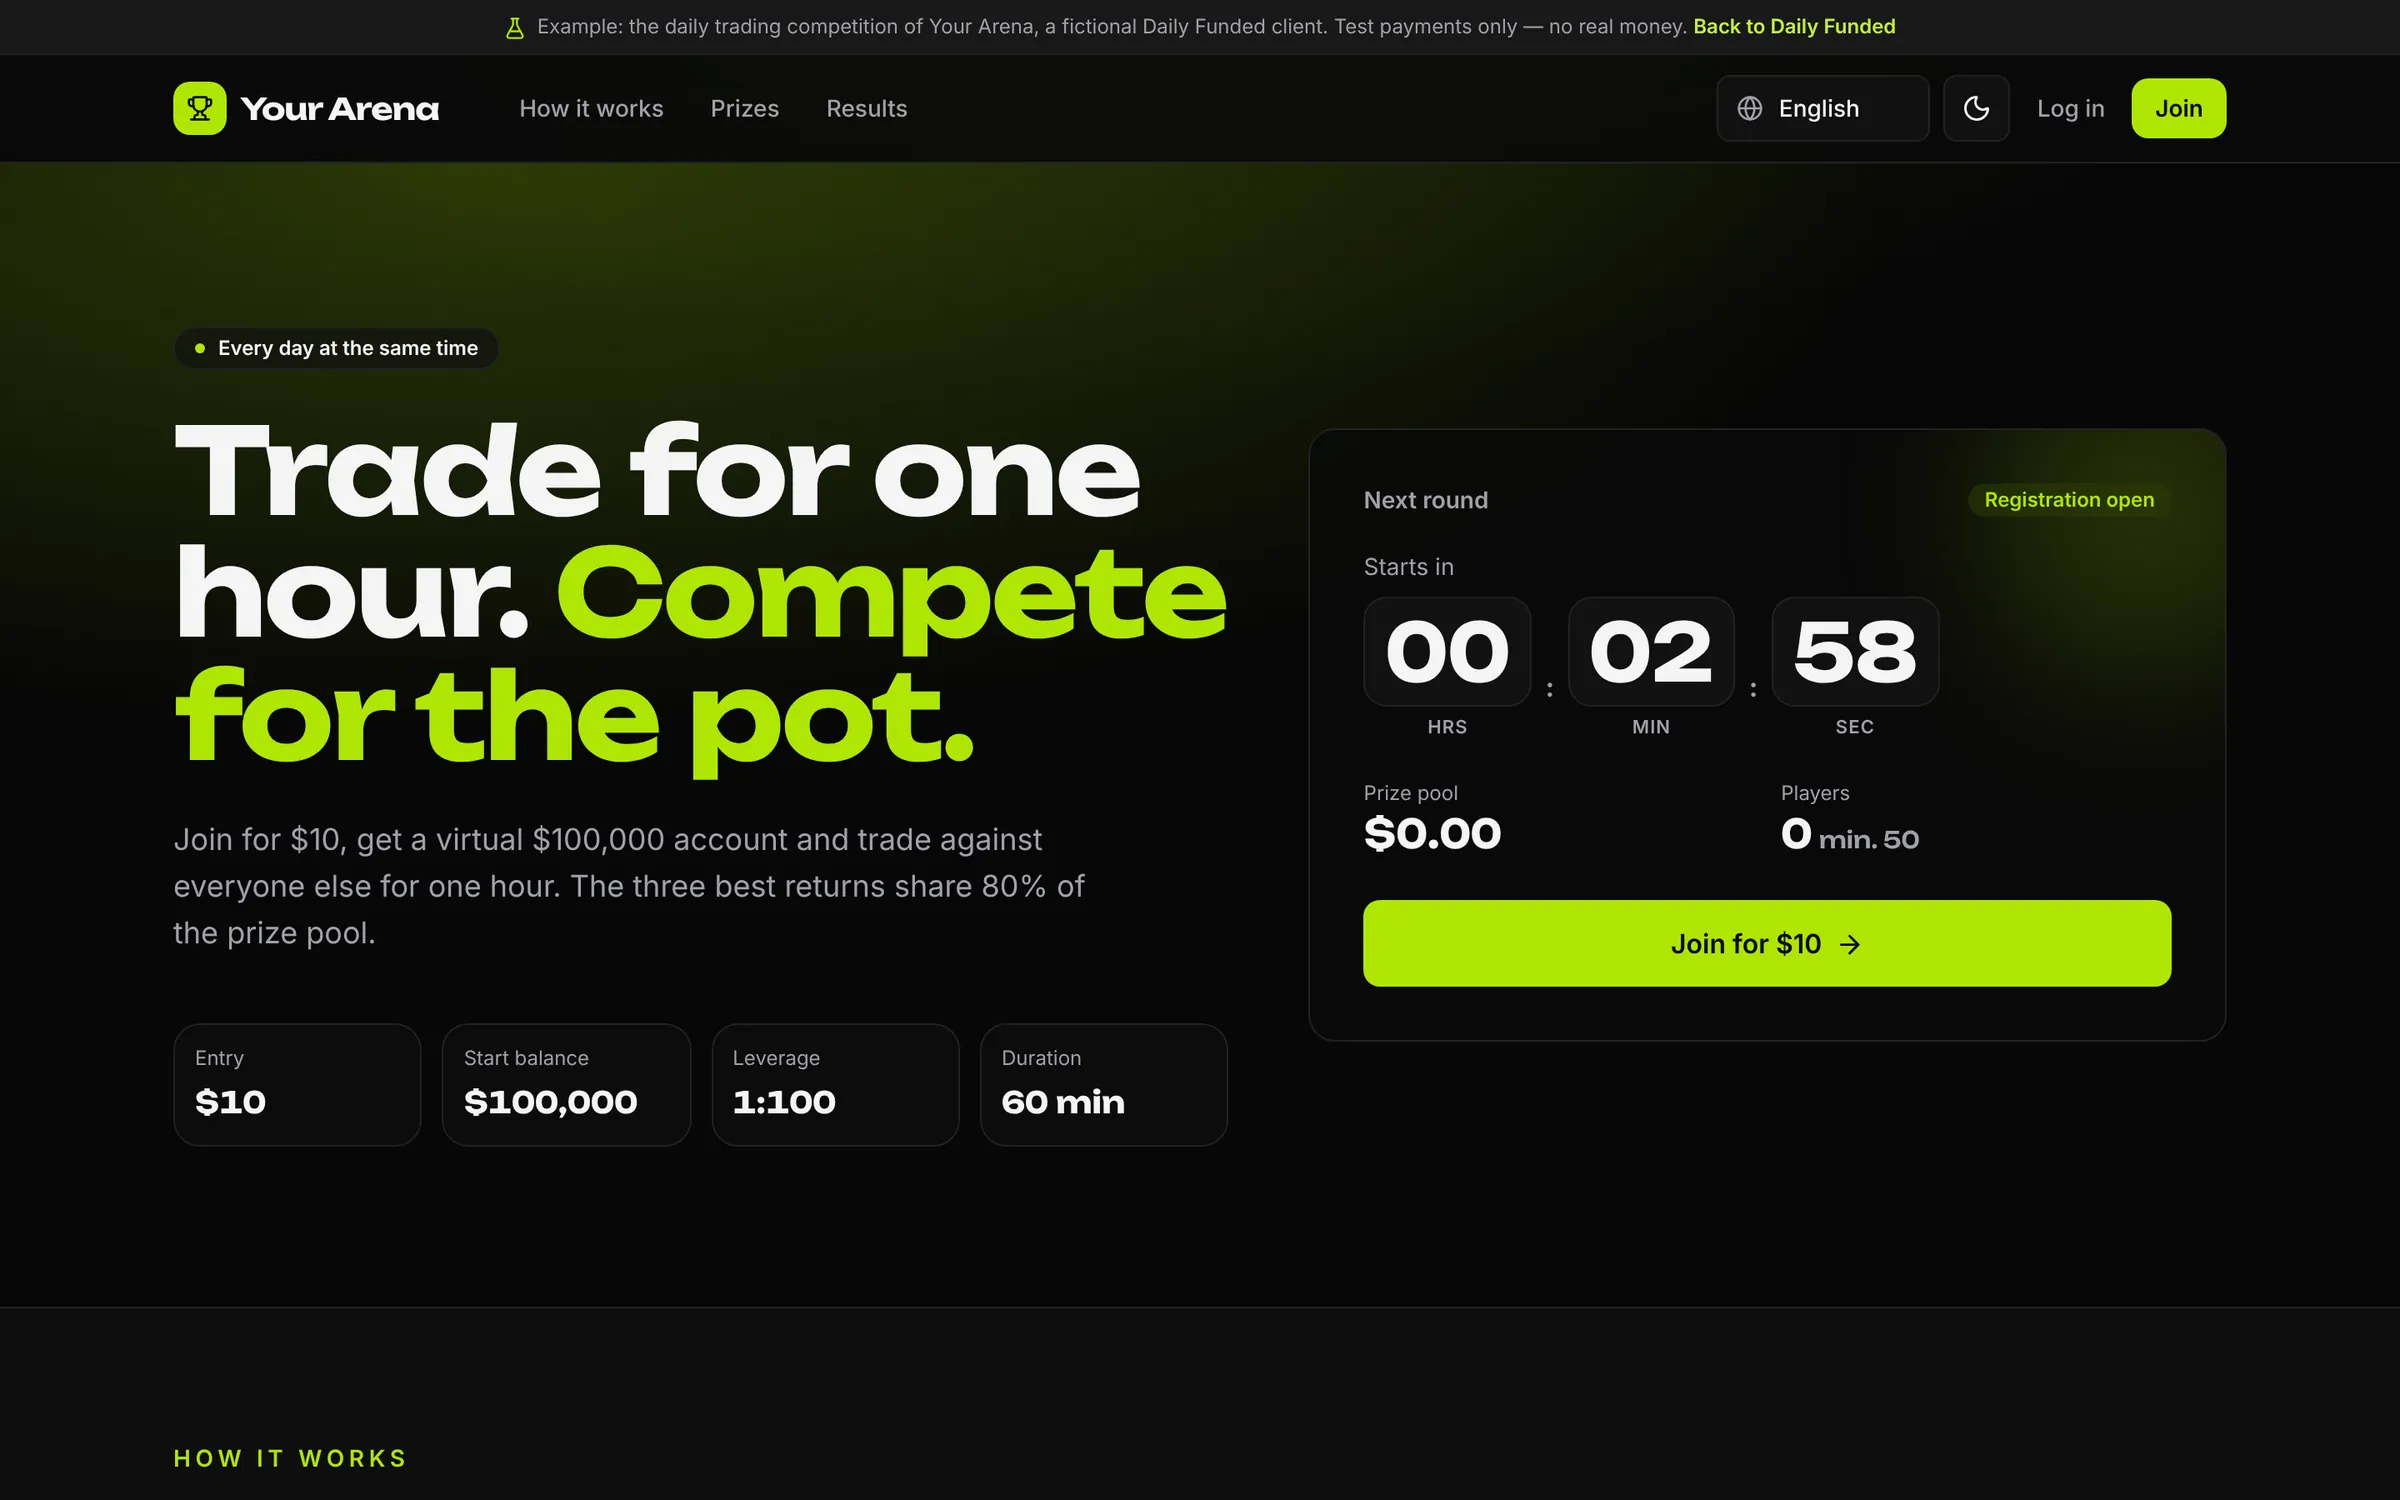 Example: the daily trading competition of Your Arena, a fictional Daily Funded client. Test payments only — no real money. Back to Daily Funded
Your Arena
How it works
Prizes
Results
English
Log in
Join
Every day at the same time
Trade for one
hour. Compete
for the pot.
Join for $10, get a virtual $100,000 account and trade against
everyone else for one hour. The three best returns share 80% of
the prize pool.
Entry
$10
Start balance
$100,000
Leverage
1:100
Duration
60 min
Next round
Registration open
Starts in
00 : 02 : 58
HRS MIN SEC
Prize pool
$0.00
Players
0 min. 50
Join for $10 →
HOW IT WORKS